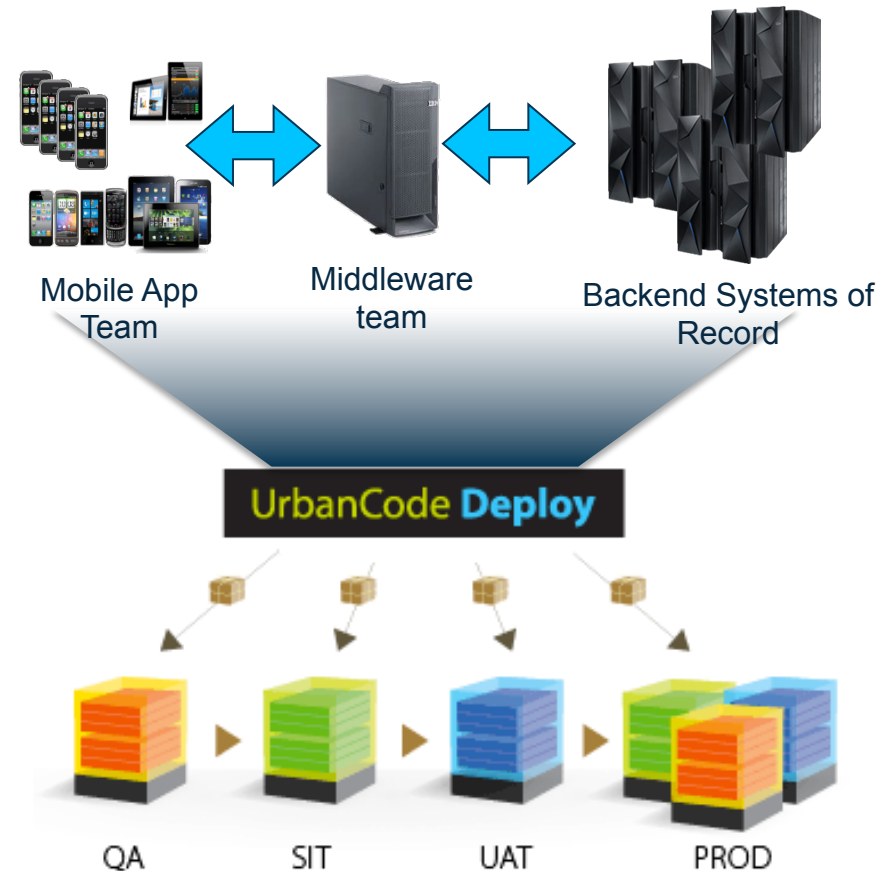 Mobile App
Team
Middleware
team
Backend Systems of
Record
UrbanCode Deploy
QA
SIT
UAT
PROD